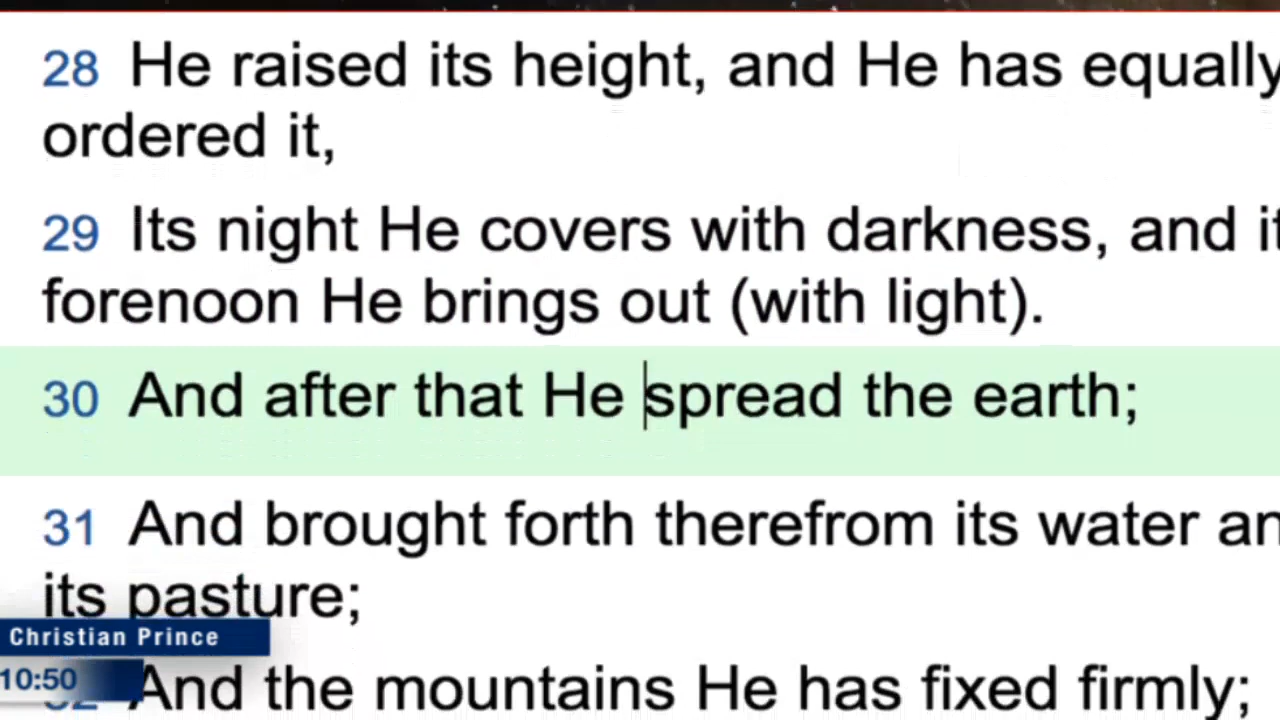 28 He raised its height, and He has equally
ordered it,
29 Its night He covers with darkness, and
forenoon He brings out (with light).
30 And after that He spread the earth;
31 And brought forth therefrom its water
its pasture;
Christian Prince
10:50
And the mountains He has fixed firmly;